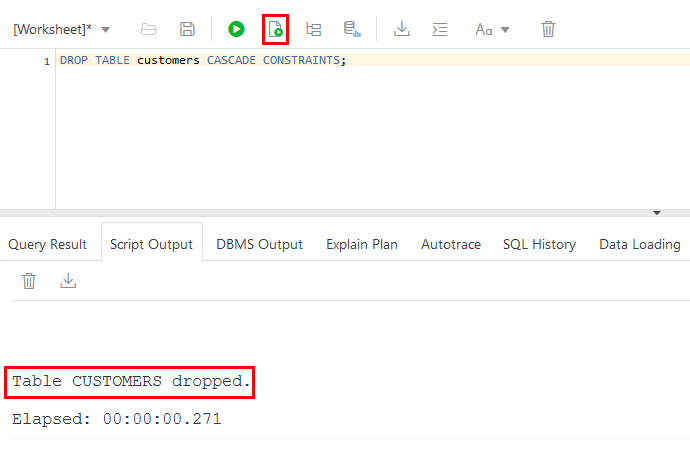 [Worksheet]* Aa
1 DROP TABLE customers CASCADE CONSTRAINTS;
Query Result Script Output DBMS Output Explain Plan Autotrace SQL History Data Loading
Table CUSTOMERS dropped.
Elapsed: 00:00:00.271